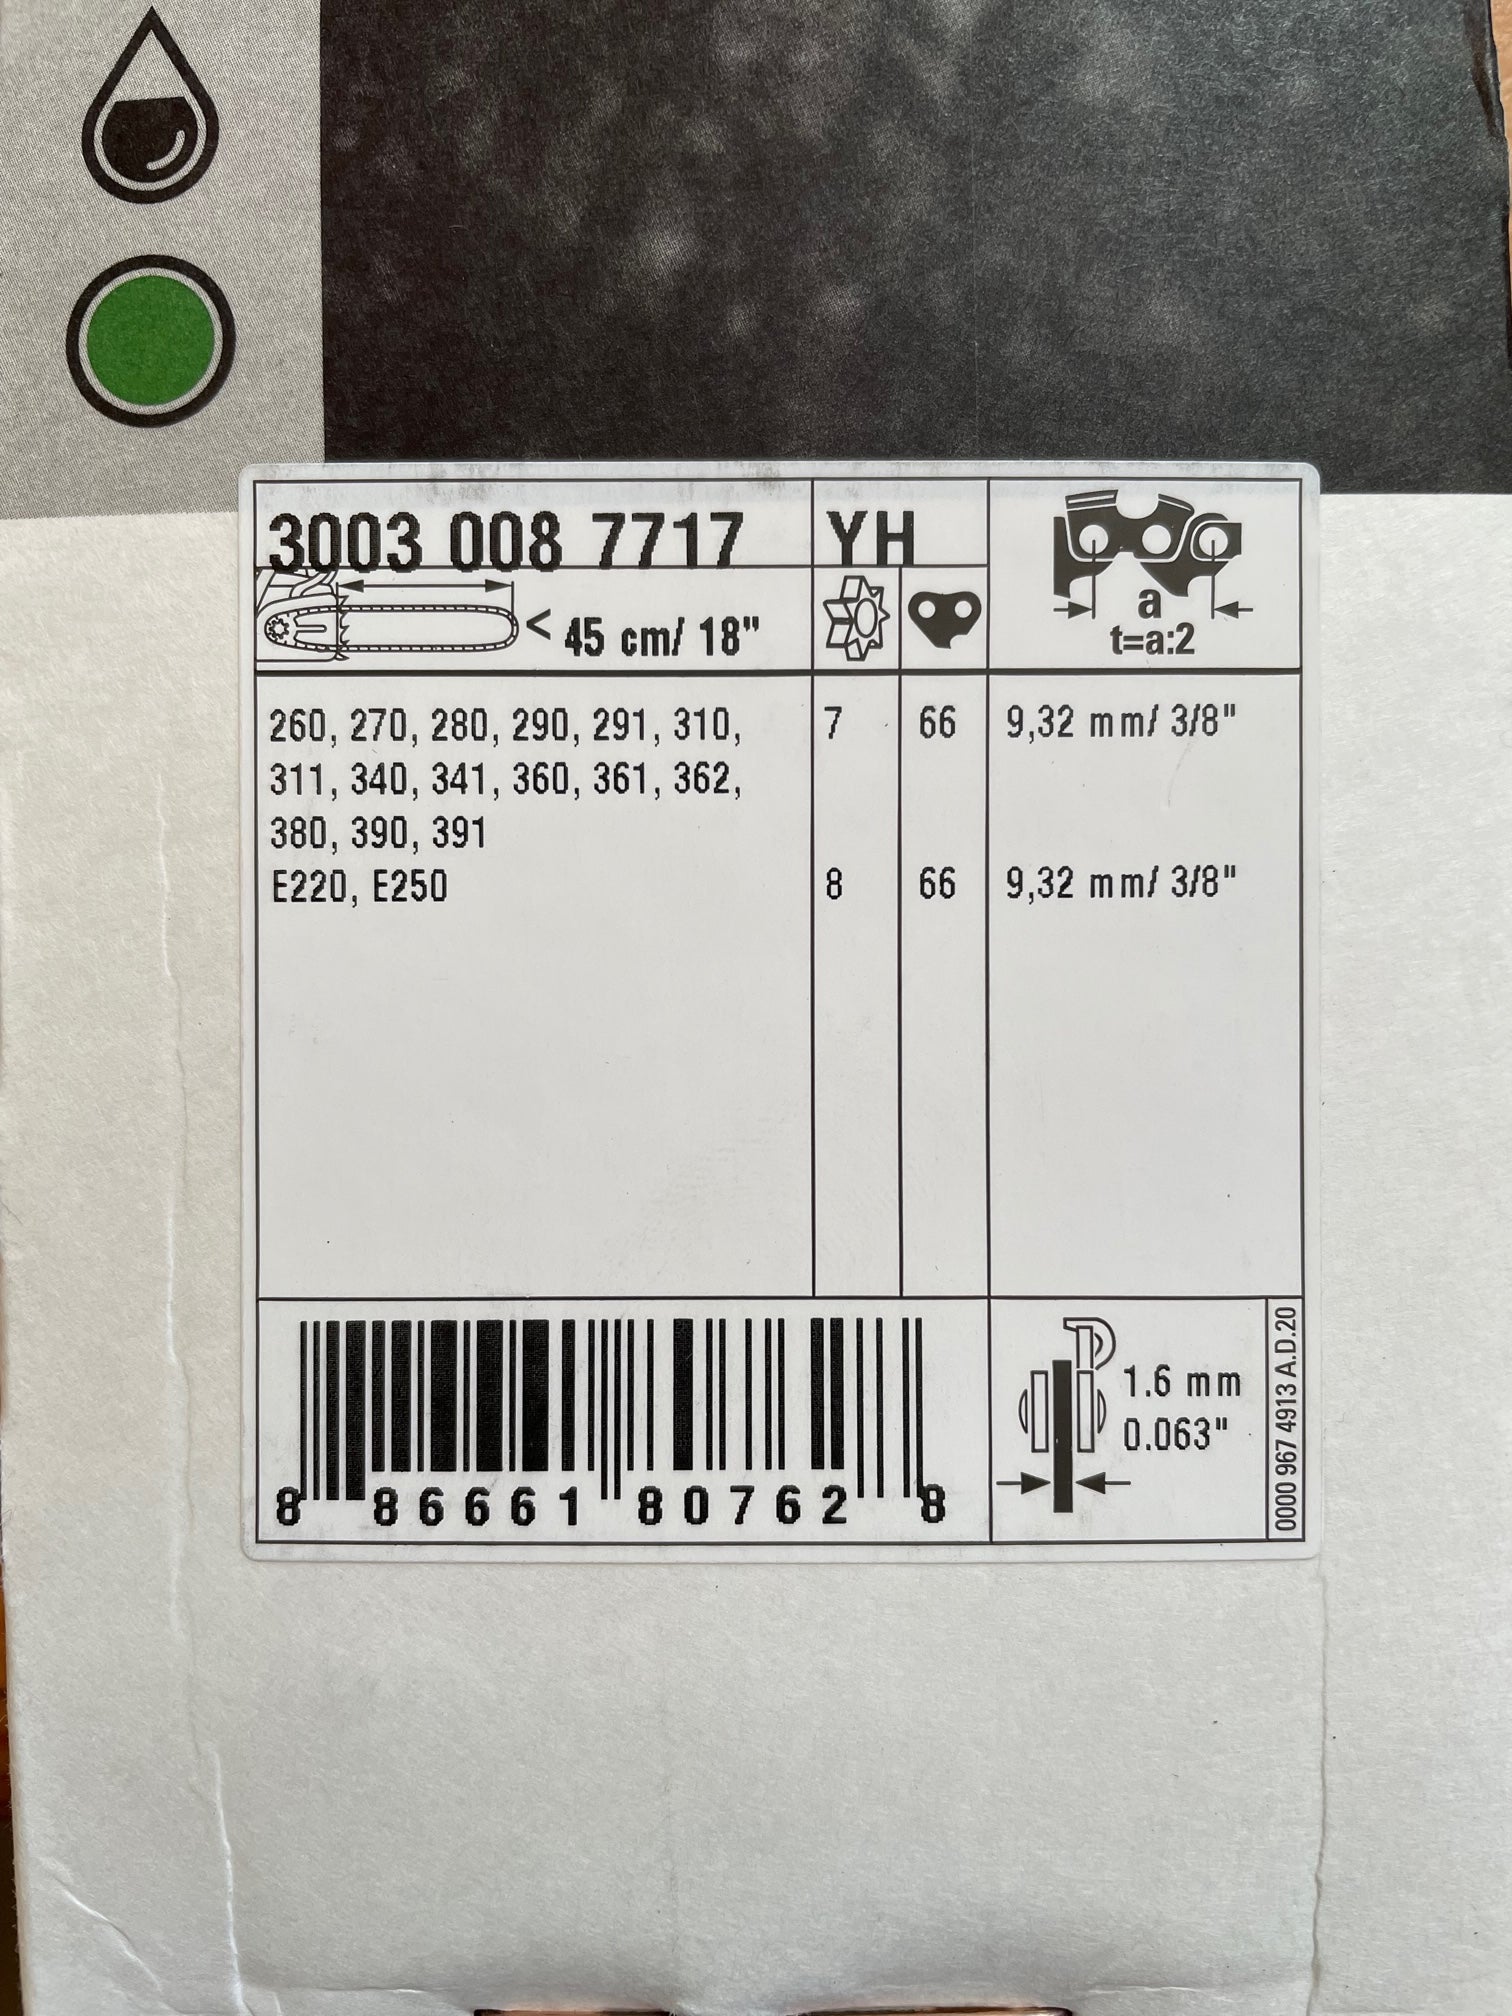 3003 008 7717 YH
< 45 cm/ 18"
a
t=a:2
260, 270, 280, 290, 291, 310, 7 66 9,32 mm/ 3/8"
311, 340, 341, 360, 361, 362,
380, 390, 391
E220, E250 8 66 9,32 mm/ 3/8"
8 86661 80762 8
1.6 mm
0.063"
0000 967 4913 A.D.20